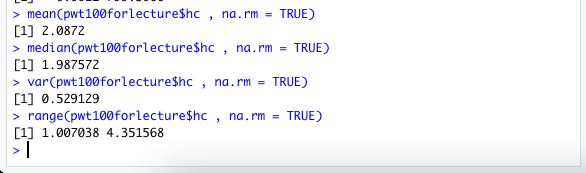 > mean(pwt100forlecture$hc , na.rm = TRUE)
[1] 2.0872
> median(pwt100forlecture$hc , na.rm = TRUE)
[1] 1.987572
> var(pwt100forlecture$hc , na.rm = TRUE)
[1] 0.529129
> range(pwt100forlecture$hc , na.rm = TRUE)
[1] 1.007038 4.351568
>